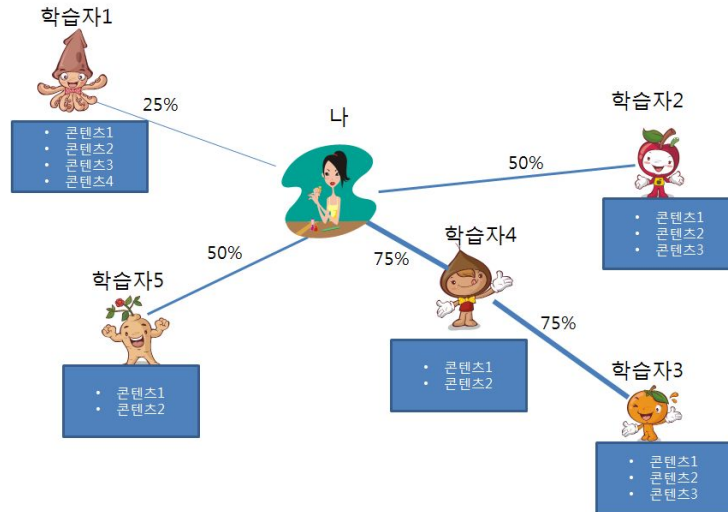 학습자1
25%
• 콘텐츠1
• 콘텐츠2
• 콘텐츠3
• 콘텐츠4
나
학습자2
50%
• 콘텐츠1
• 콘텐츠2
• 콘텐츠3
학습자5
50%
• 콘텐츠1
• 콘텐츠2
학습자4
75%
• 콘텐츠1
• 콘텐츠2
75%
학습자3
• 콘텐츠1
• 콘텐츠2
• 콘텐츠3